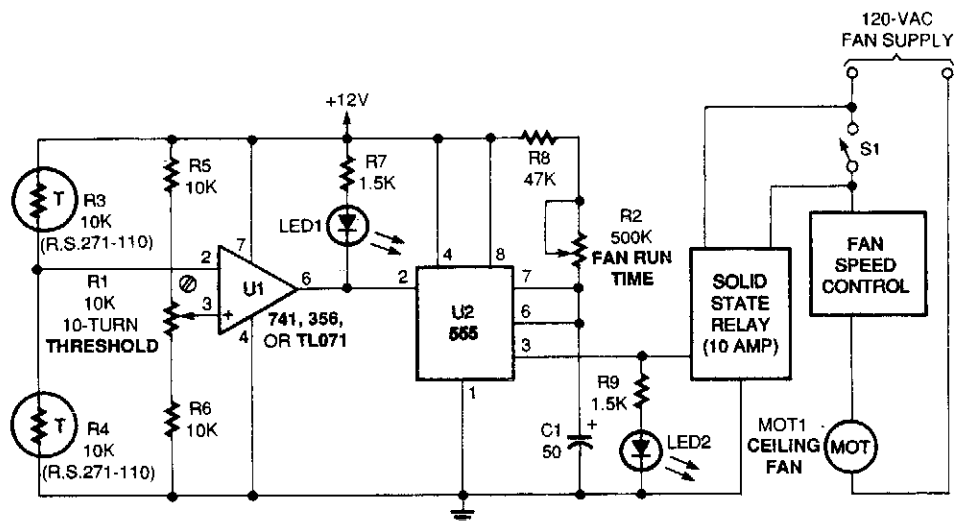 120-VAC
FAN SUPPLY
+12V
R5
10K
R7
1.5K
R8
47K
S1
T
R3
10K
(R.S.271-110)
LED1
R2
500K
FAN RUN
TIME
FAN
SPEED
CONTROL
2
7
6
U1
3
+
4
R1
10K
10-TURN
THRESHOLD
741, 356,
OR TL071
4
8
2
7
6
3
1
U2
555
SOLID
STATE
RELAY
(10 AMP)
R9
1.5K
T
R4
10K
(R.S.271-110)
R6
10K
C1
50
+
LED2
MOT1
CEILING
FAN
MOT